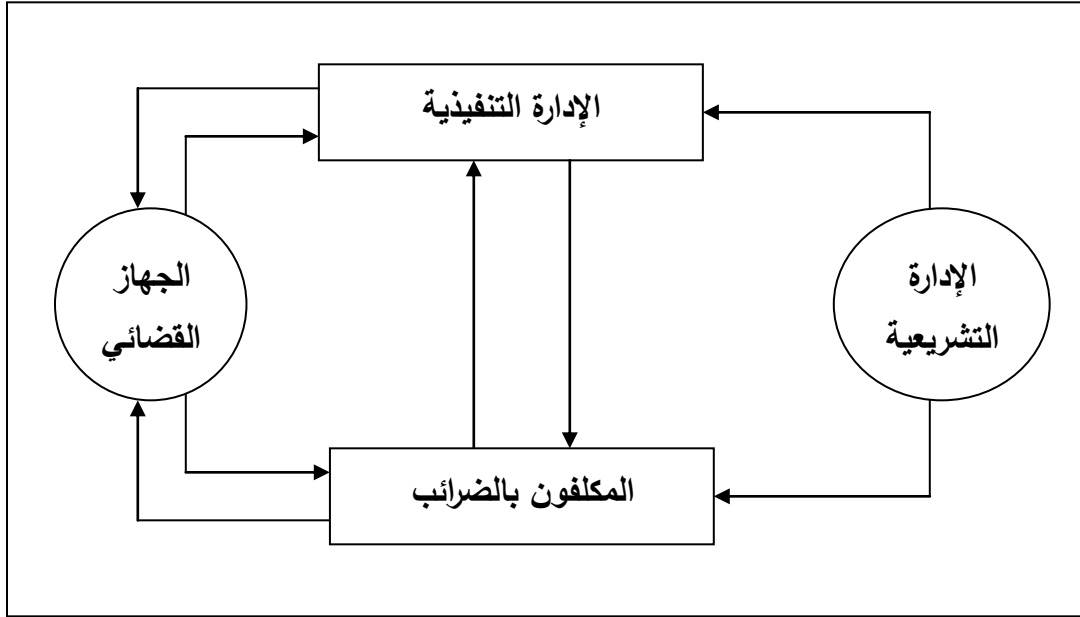 الإدارة التنفيذية
الإدارة
التشريعية
الجهاز
القضائي
المكلفون بالضرائب